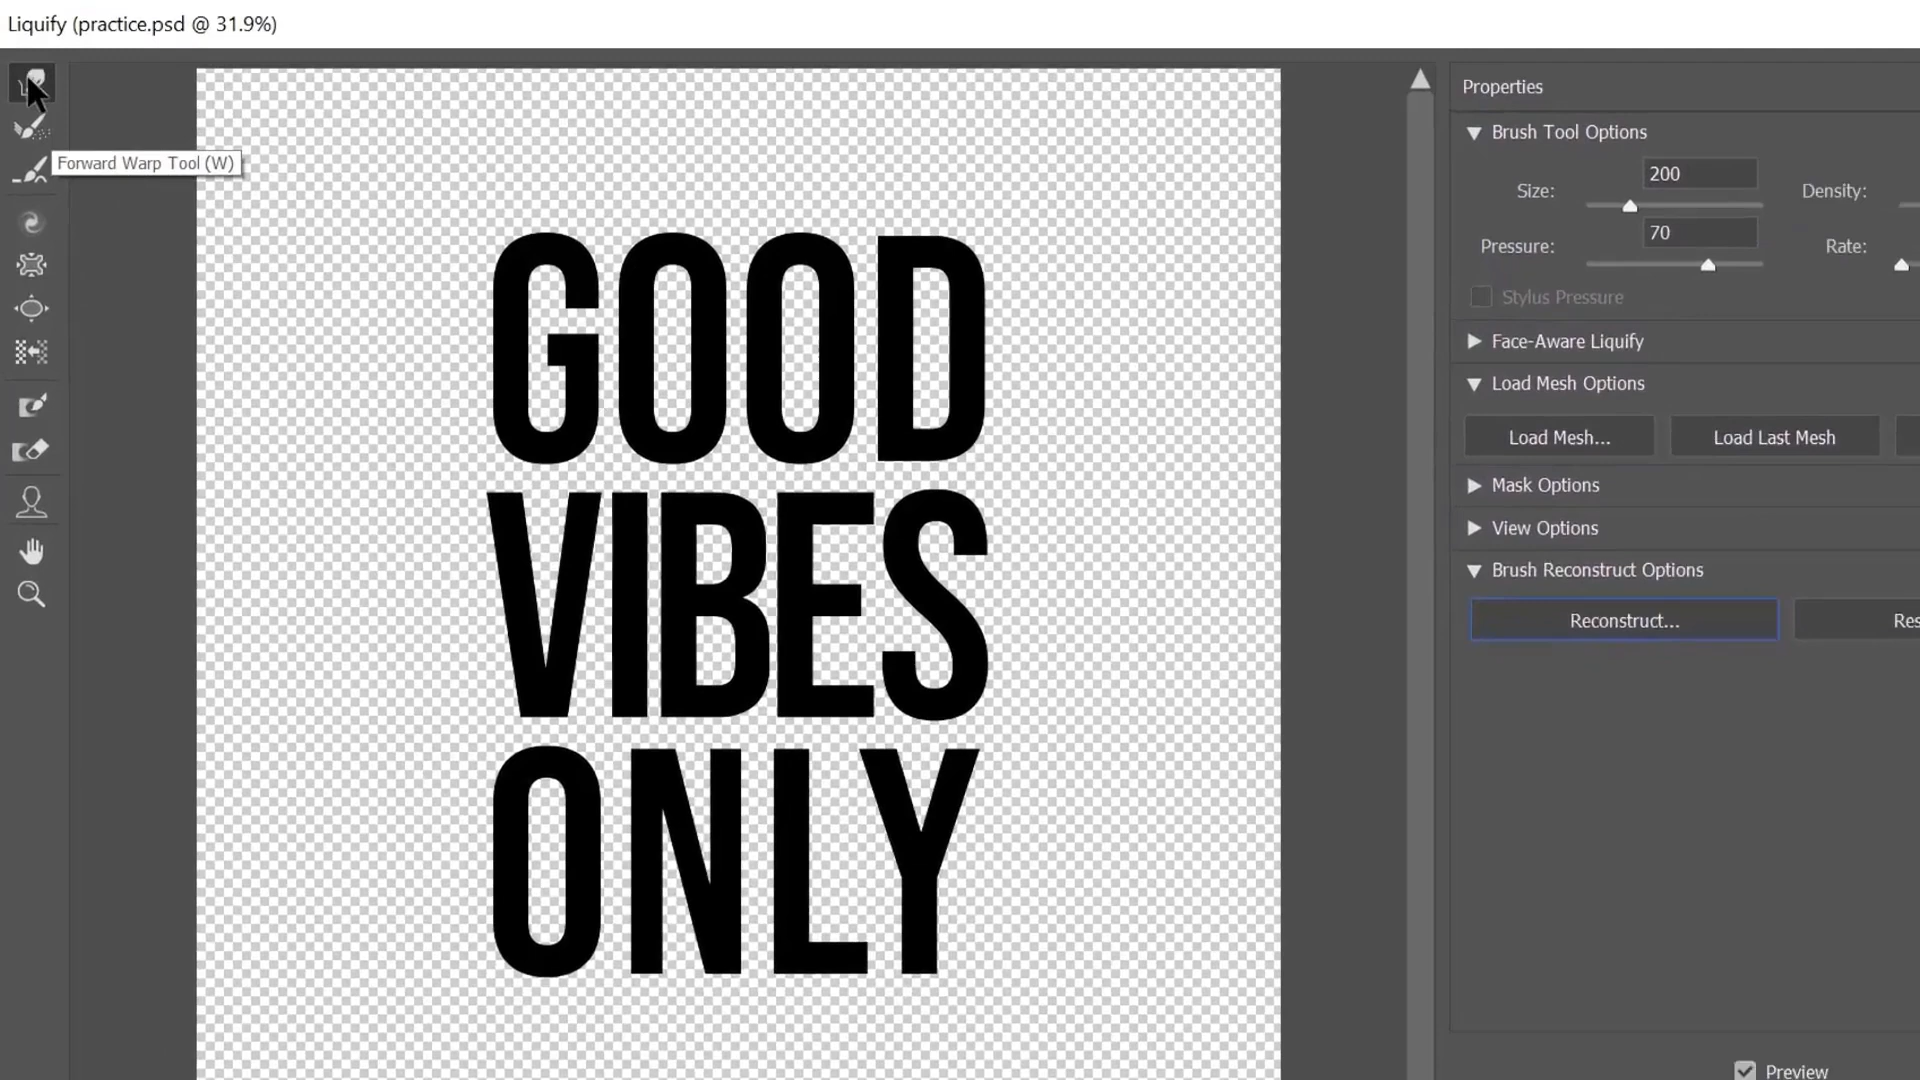 Liquify (practice.psd @ 31.9%)
Forward Warp Tool (W)
GOOD
VIBES
ONLY
Properties
Brush Tool Options
Size: 200 Density:
Pressure: 70 Rate:
Stylus Pressure
Face-Aware Liquify
Load Mesh Options
Load Mesh... Load Last Mesh
Mask Options
View Options
Brush Reconstruct Options
Reconstruct... Res
Preview